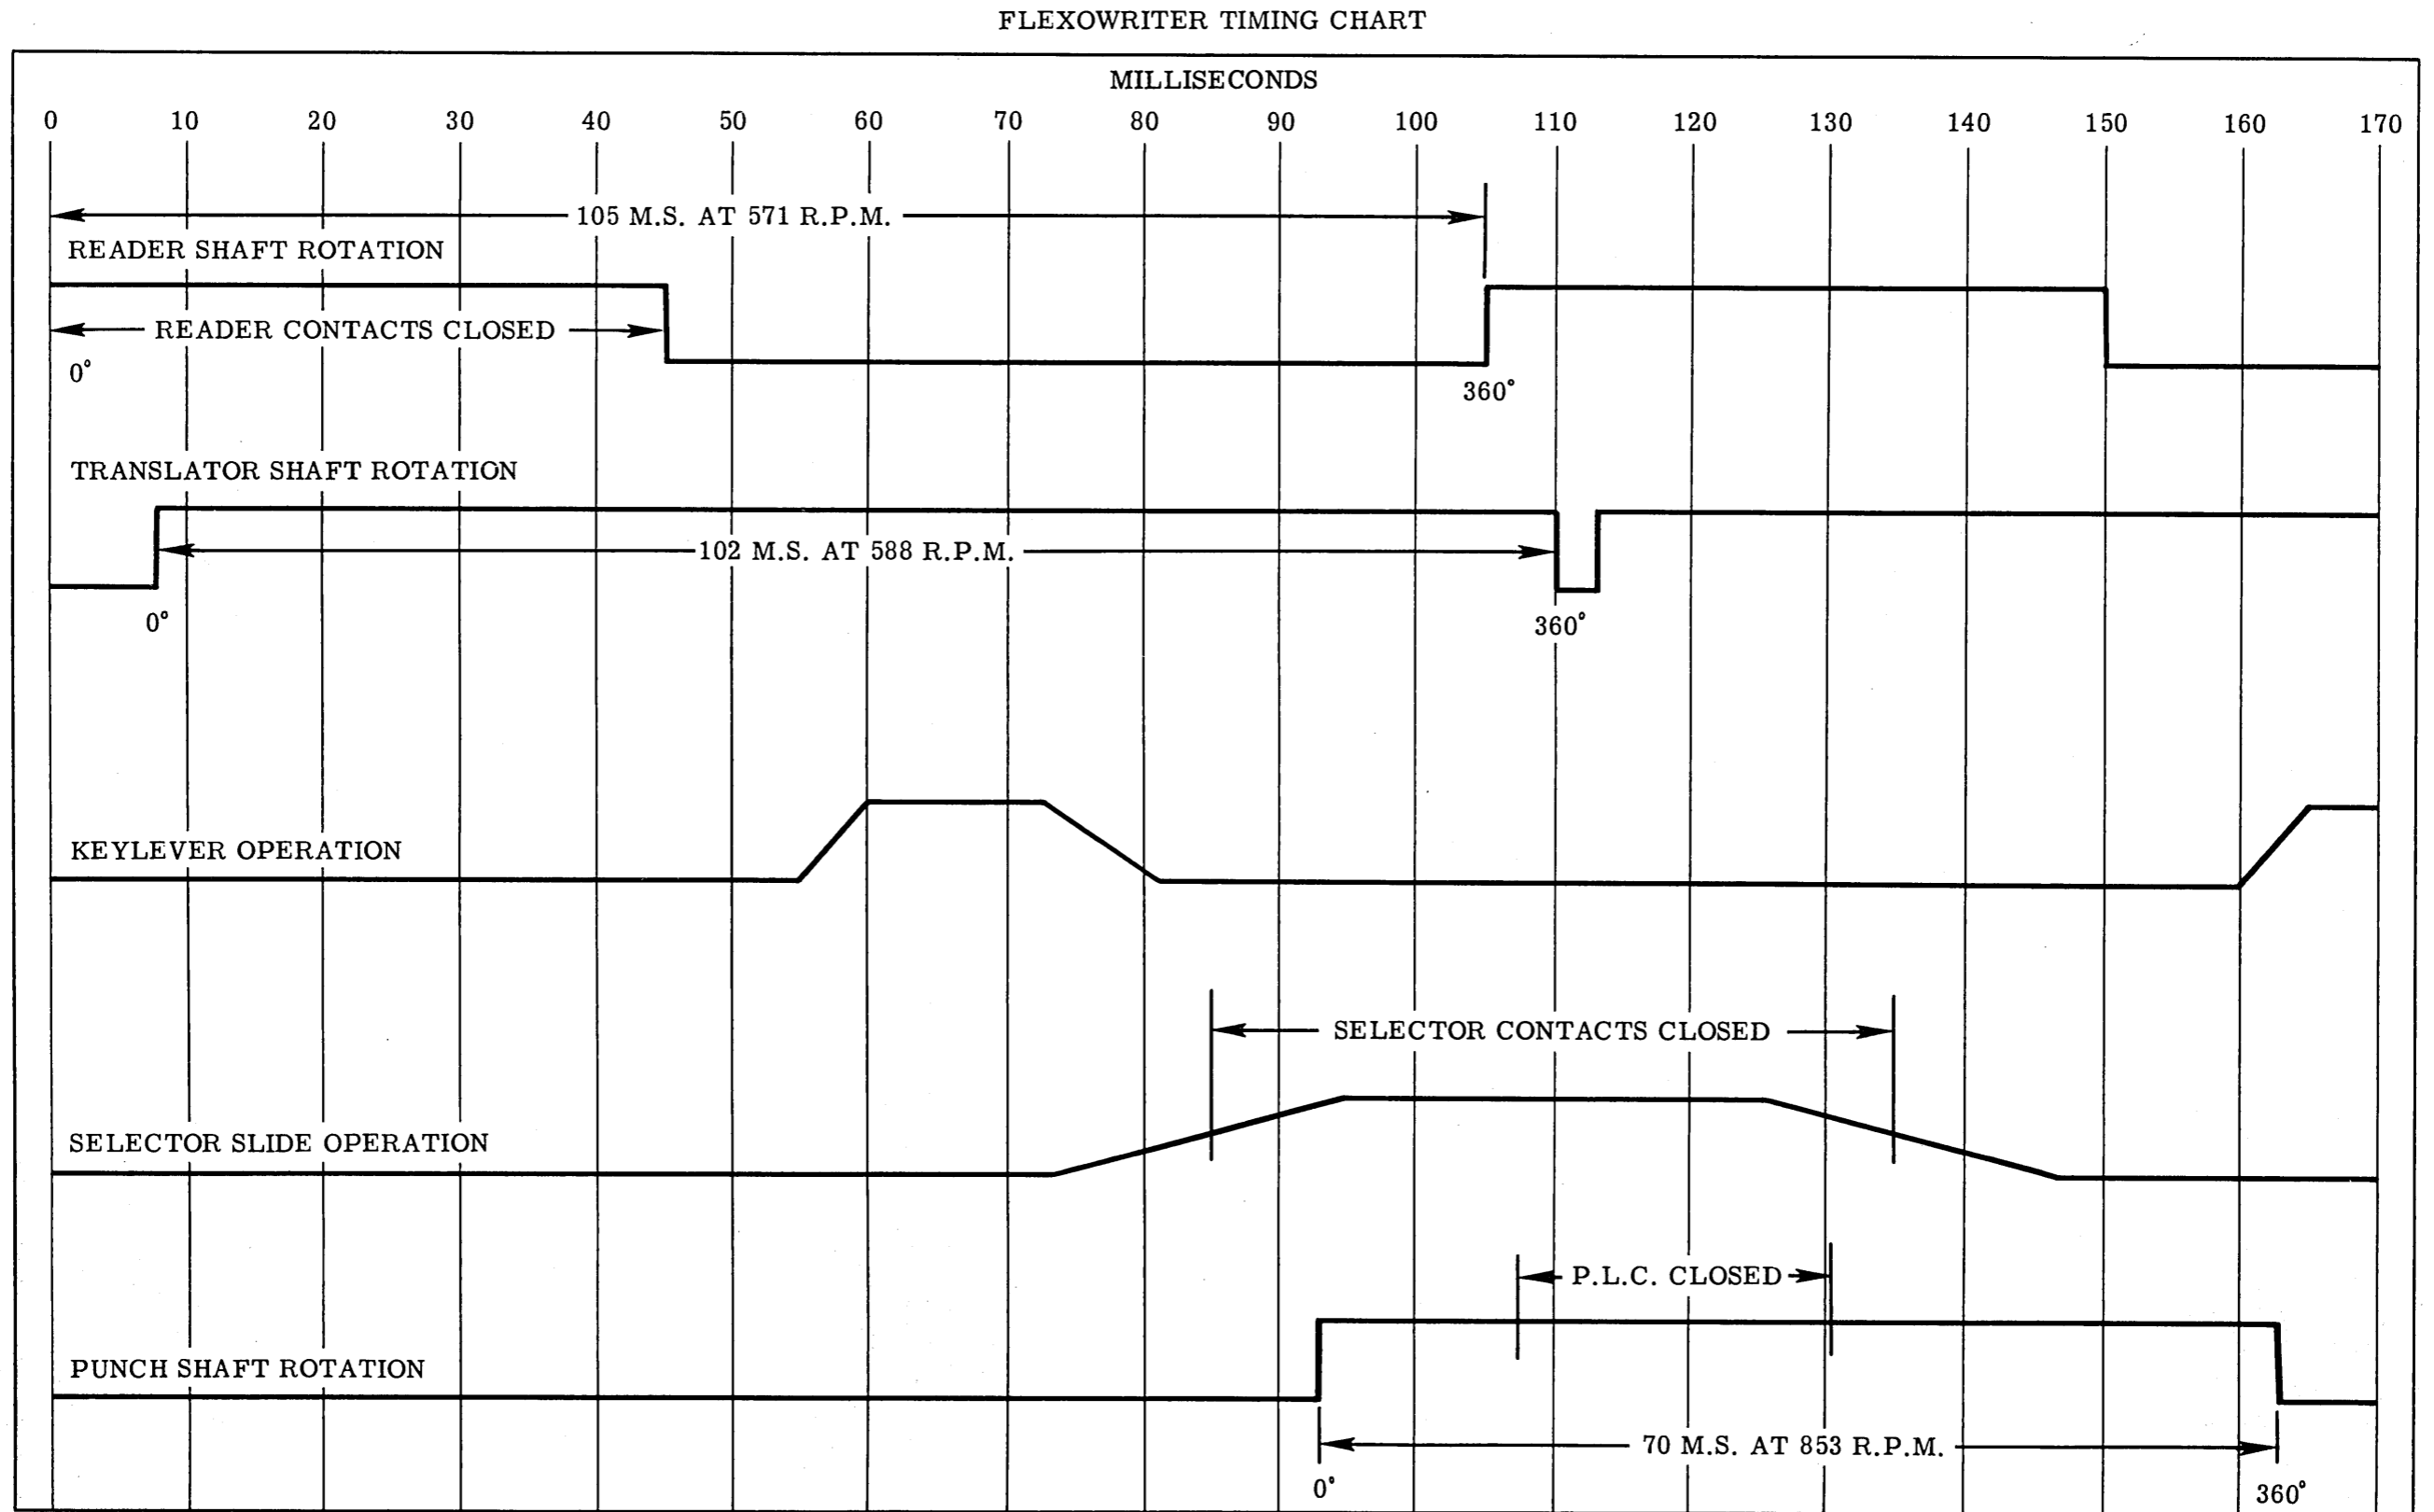 FLEXOWRITER TIMING CHART
MILLISECONDS
0 10 20 30 40 50 60 70 80 90 100 110 120 130 140 150 160 170
105 M.S. AT 571 R.P.M.
READER SHAFT ROTATION
READER CONTACTS CLOSED
0°
360°
TRANSLATOR SHAFT ROTATION
102 M.S. AT 588 R.P.M.
0°
360°
KEYLEVER OPERATION
SELECTOR CONTACTS CLOSED
SELECTOR SLIDE OPERATION
P.L.C. CLOSED
PUNCH SHAFT ROTATION
70 M.S. AT 853 R.P.M.
0°
360°